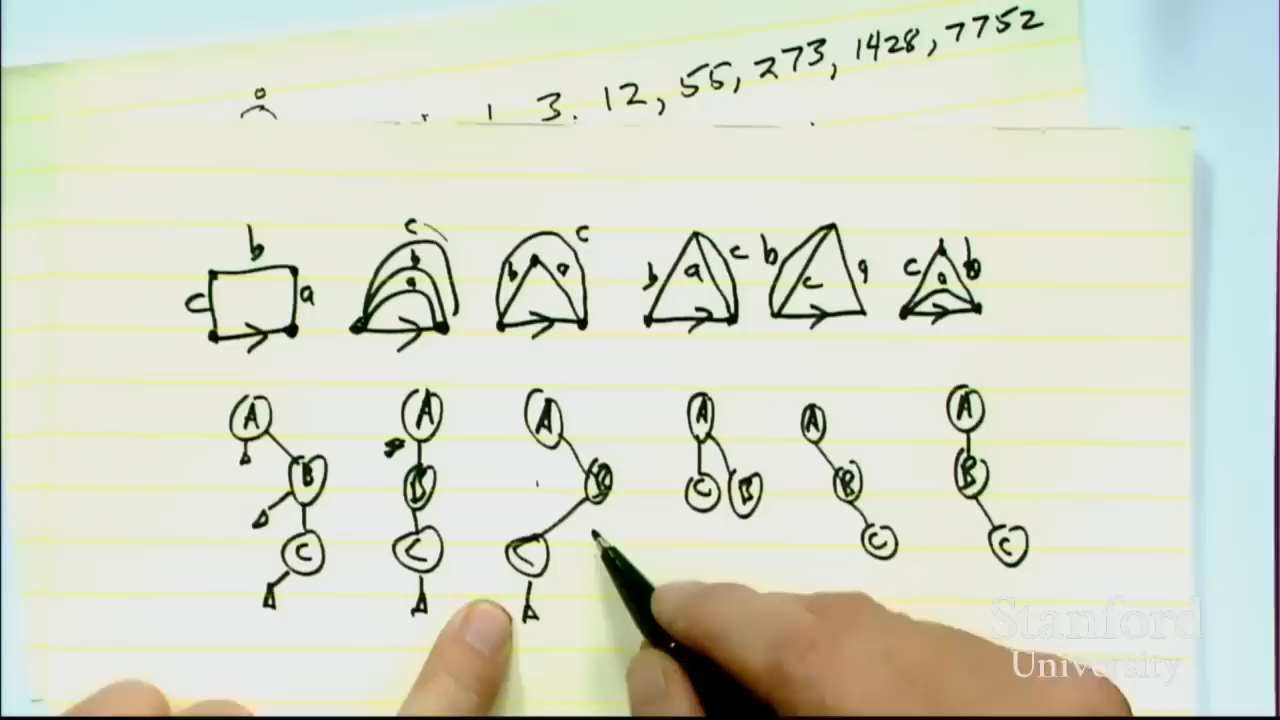 1 3. 12, 55, 273, 1428, 7752
b c a
c b a
c b a
b a c
b c a
c b a
A A A A A A
B B B C B B B
C C C C C
Stanford
University